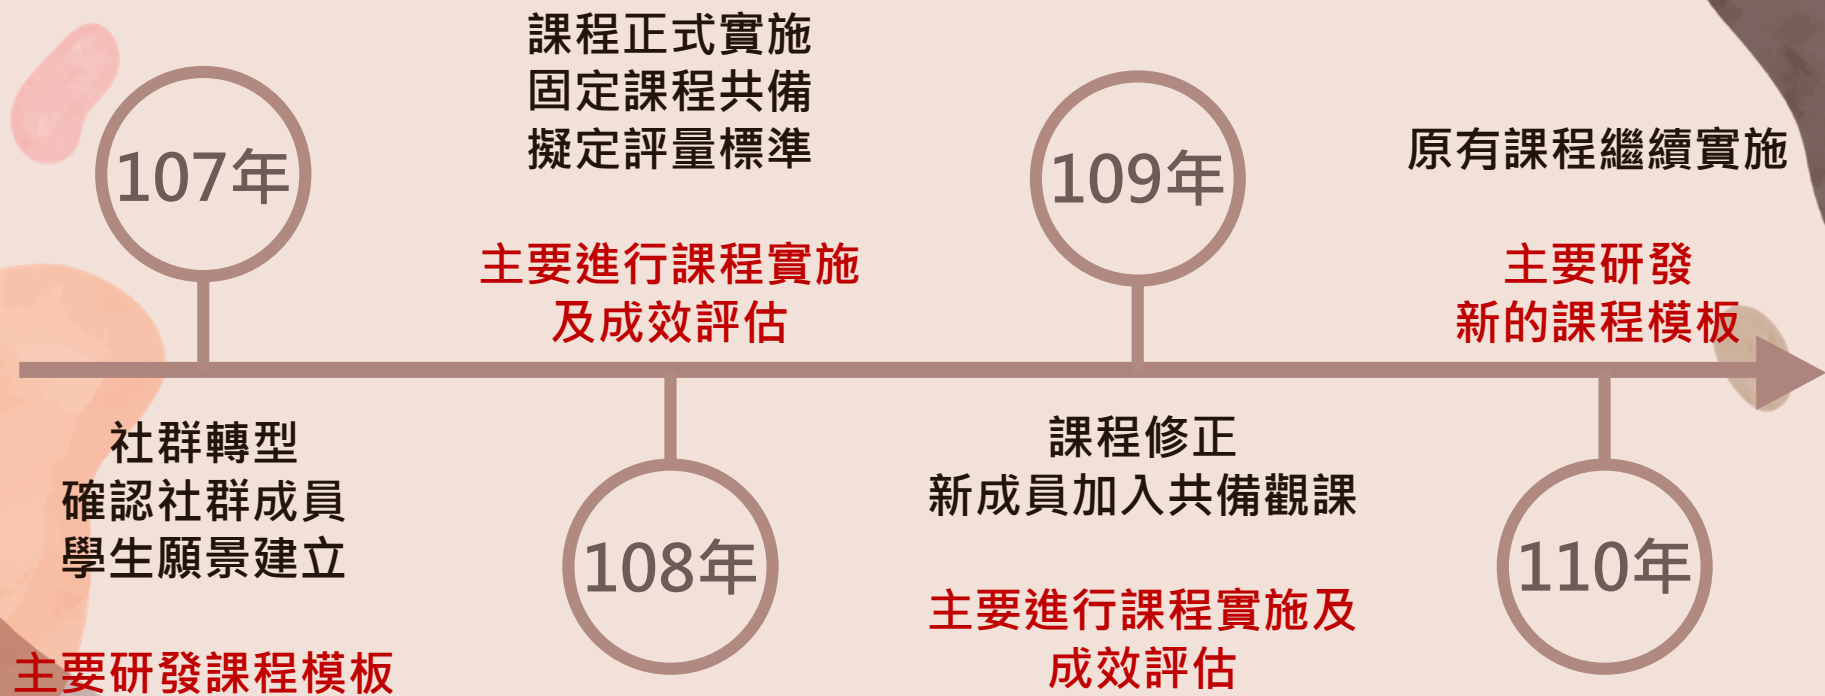 107年
社群轉型
確認社群成員
學生願景建立
主要研發課程模板
課程正式實施
固定課程共備
擬定評量標準
主要進行課程實施
及成效評估
108年
109年
課程修正
新成員加入共備觀課
主要進行課程實施及
成效評估
原有課程繼續實施
主要研發
新的課程模板
110年